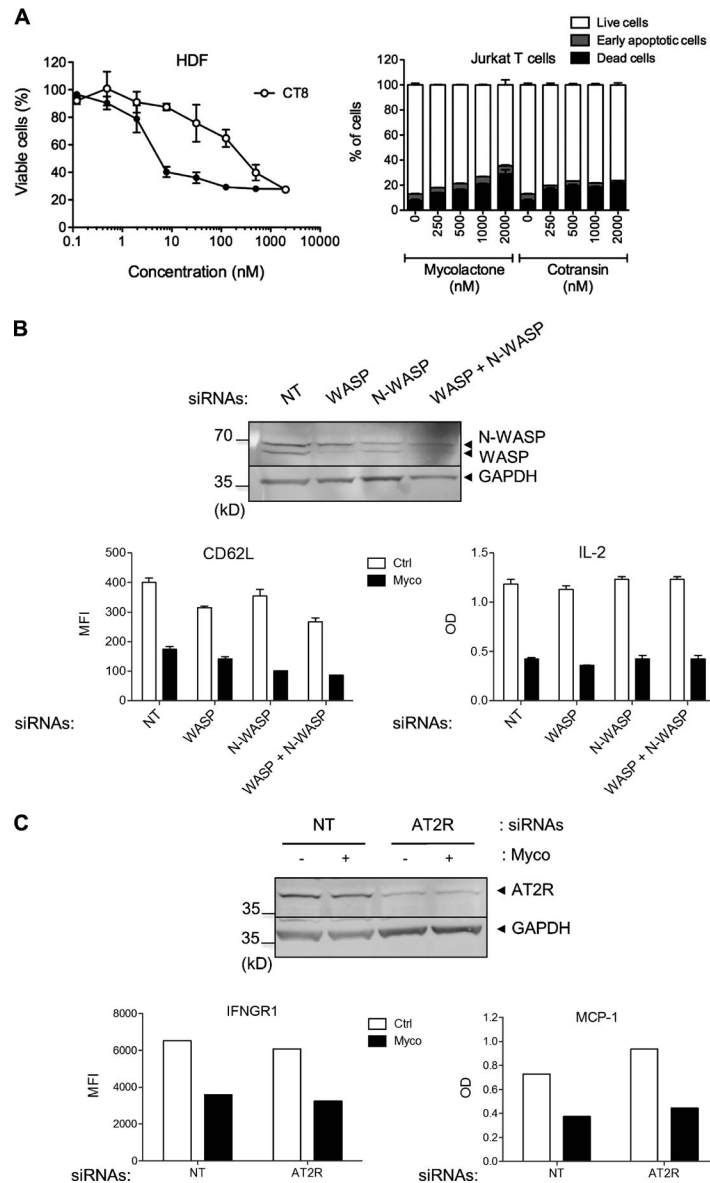 A
HDF
CT8
Viable cells (%)
120
100
80
60
40
20
0
0.1
1
10
100
1000
10000
Concentration (nM)
Live cells
Early apoptotic cells
Dead cells
Jurkat T cells
% of cells
120
100
80
60
40
20
0
0
250
500
1000
2000
0
250
500
1000
2000
Mycolactone
(nM)
Cotransin
(nM)
B
siRNAs:
NT
WASP
N-WASP
WASP + N-WASP
70
35
(kD)
N-WASP
WASP
GAPDH
CD62L
MFI
500
400
300
200
100
0
Ctrl
Myco
siRNAs:
NT
WASP
N-WASP
WASP + N-WASP
IL-2
OD
1.5
1.2
0.9
0.5
0.0
siRNAs:
NT
WASP
N-WASP
WASP + N-WASP
C
NT
AT2R
: siRNAs
-
+
-
+
: Myco
35
35
(kD)
AT2R
GAPDH
IFNGR1
MFI
8000
6000
4000
2000
0
Ctrl
Myco
siRNAs:
NT
AT2R
MCP-1
OD
1.2
1.0
0.8
0.6
0.4
0.2
0.0
siRNAs:
NT
AT2R